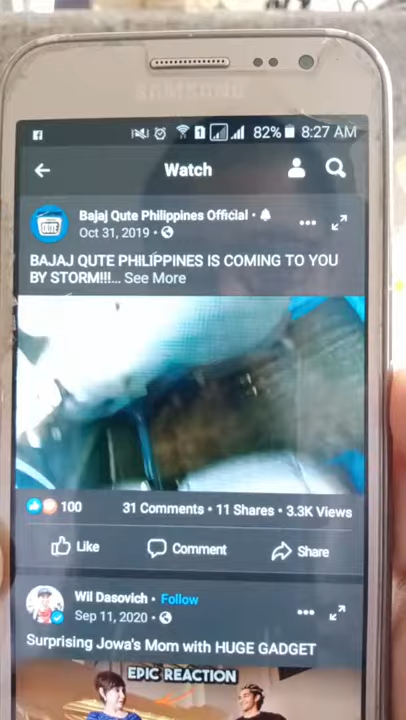 SAMSUNG
82% 8:27 AM
Watch
Bajaj Qute Philippines Official
Oct 31, 2019
BAJAJ QUTE PHILIPPINES IS COMING TO YOU
BY STORM!!!... See More
100 31 Comments • 11 Shares • 3.3K Views
Like Comment Share
Wil Dasovich • Follow
Sep 11, 2020
Surprising Jowa's Mom with HUGE GADGET
EPIC REACTION